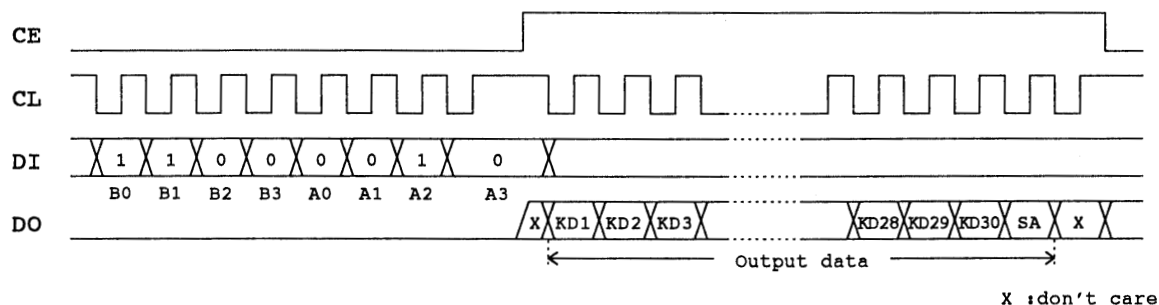 CE
CL
DI 1 1 0 0 0 0 1 0
B0 B1 B2 B3 A0 A1 A2 A3
DO X KD1 KD2 KD3 KD28 KD29 KD30 SA X
Output data
X :don't care